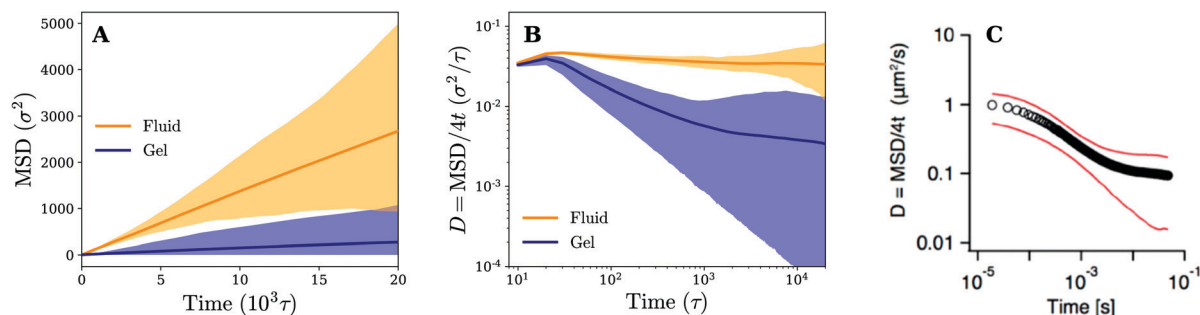 A
MSD (σ²)
5000
4000
3000
2000
1000
0
Fluid
Gel
0 5 10 15 20
Time (10³τ)
B
D = MSD/4t (σ²/τ)
10⁻¹
10⁻²
10⁻³
10⁻⁴
Fluid
Gel
10¹ 10² 10³ 10⁴
Time (τ)
C
D = MSD/4t (µm²/s)
1
0.1
0.01
10⁻⁵ 10⁻³ 10⁻¹
Time [s]